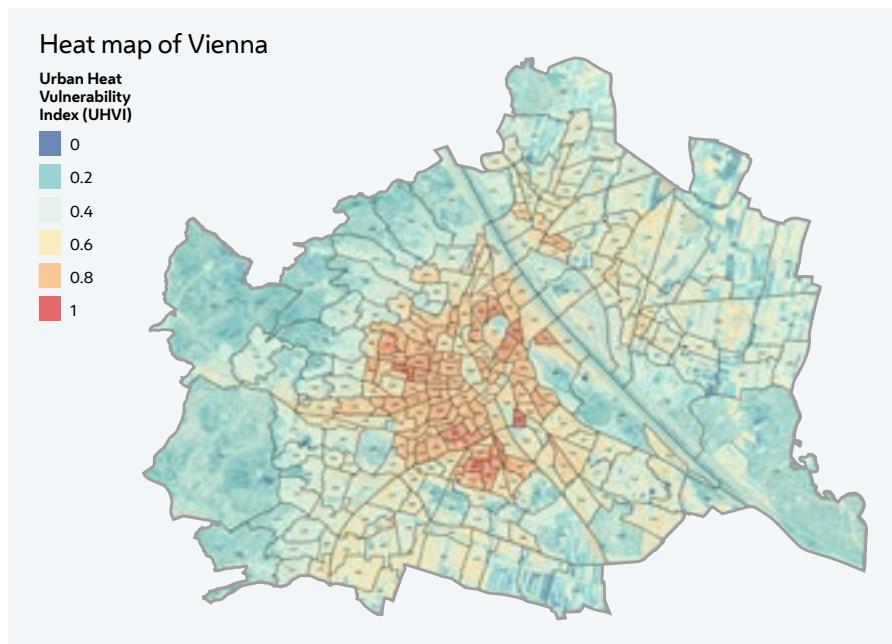 Heat map of Vienna
Urban Heat
Vulnerability
Index (UHVI)
0
0.2
0.4
0.6
0.8
1